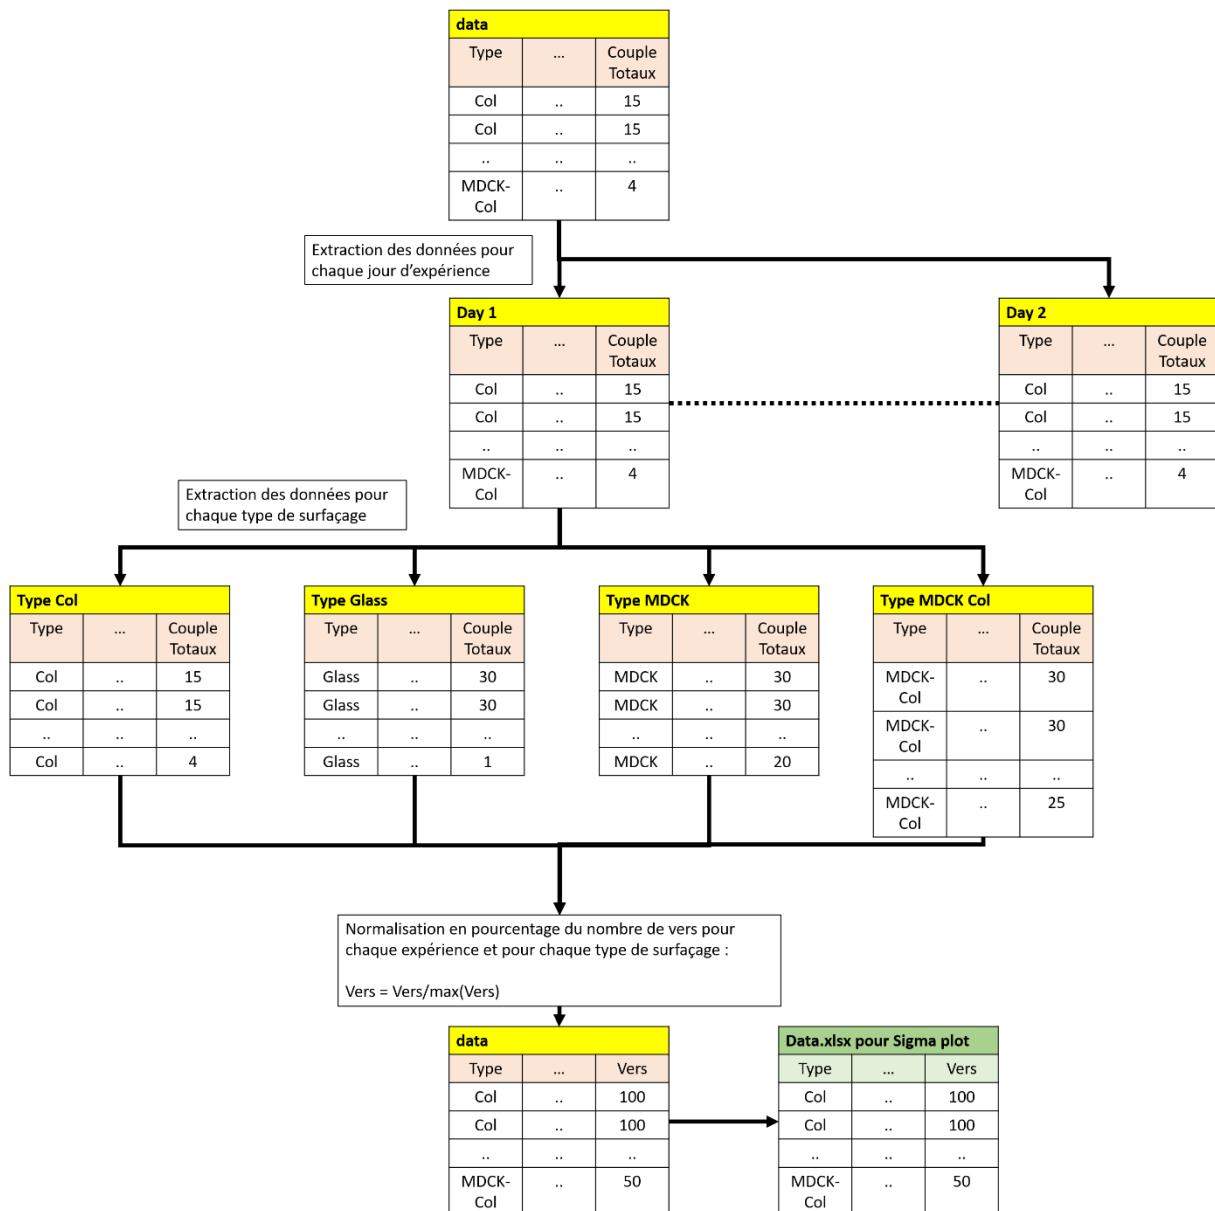 data
Type ... Couple
Totaux
Col .. 15
Col .. 15
.. .. ..
MDCK- .. 4
Col
Extraction des données pour
chaque jour d’expérience
Day 1
Type ... Couple
Totaux
Col .. 15
Col .. 15
.. .. ..
MDCK- .. 4
Col
Day 2
Type ... Couple
Totaux
Col .. 15
Col .. 15
.. .. ..
MDCK- .. 4
Col
Extraction des données pour
chaque type de surfaçage
Type Col
Type ... Couple
Totaux
Col .. 15
Col .. 15
.. .. ..
Col .. 4
Type Glass
Type ... Couple
Totaux
Glass .. 30
Glass .. 30
.. .. ..
Glass .. 1
Type MDCK
Type ... Couple
Totaux
MDCK .. 30
MDCK .. 30
.. .. ..
MDCK .. 20
Type MDCK Col
Type ... Couple
Totaux
MDCK- .. 30
Col
MDCK- .. 30
Col
.. .. ..
MDCK- .. 25
Col
Normalisation en pourcentage du nombre de vers pour
chaque expérience et pour chaque type de surfaçage :
Vers = Vers/max(Vers)
data
Type ... Vers
Col .. 100
Col .. 100
.. .. ..
MDCK- .. 50
Col
Data.xlsx pour Sigma plot
Type ... Vers
Col .. 100
Col .. 100
.. .. ..
MDCK- .. 50
Col